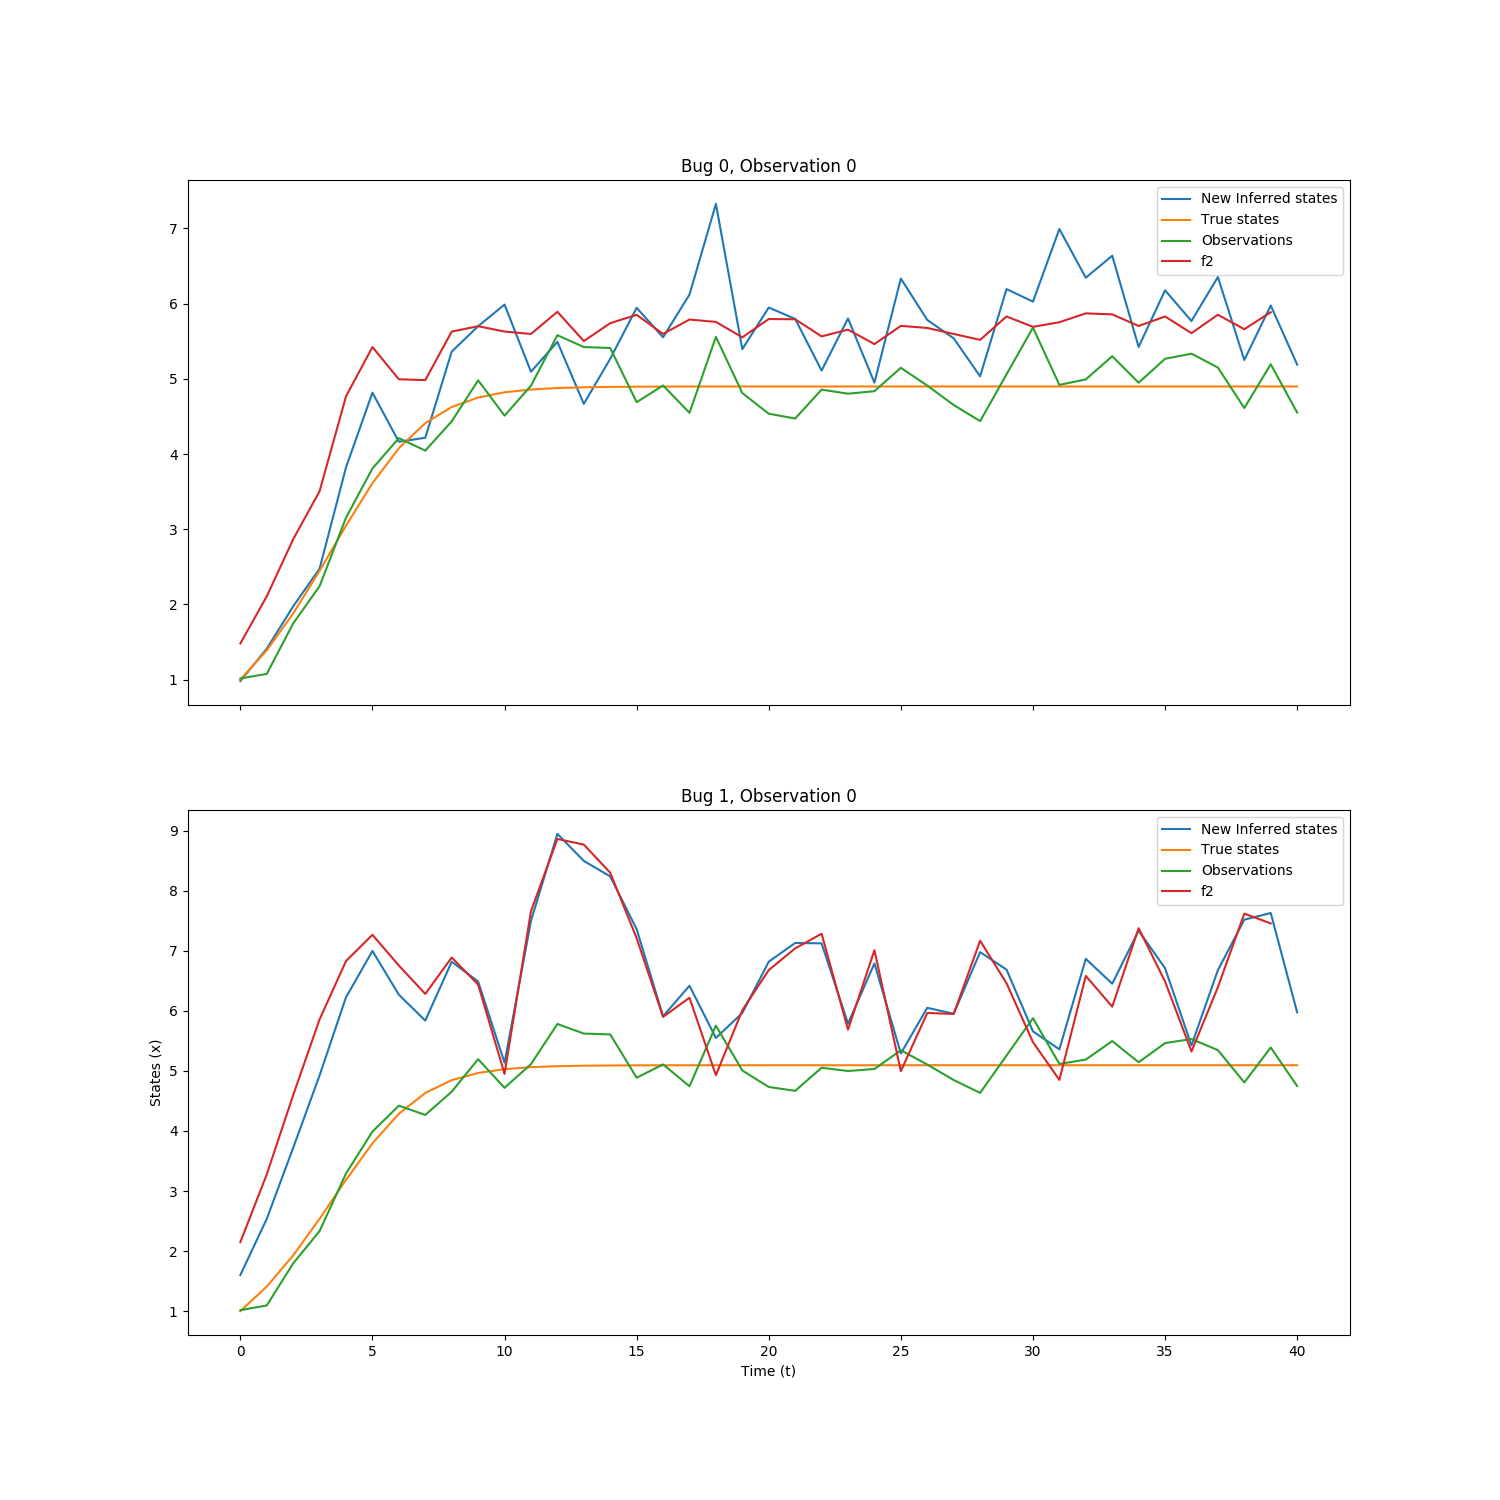 Bug 0, Observation 0
New Inferred states
True states
Observations
f2
7
6
5
4
3
2
1
Bug 1, Observation 0
New Inferred states
True states
Observations
f2
9
8
7
6
5
4
3
2
1
States (x)
0 5 10 15 20 25 30 35 40
Time (t)